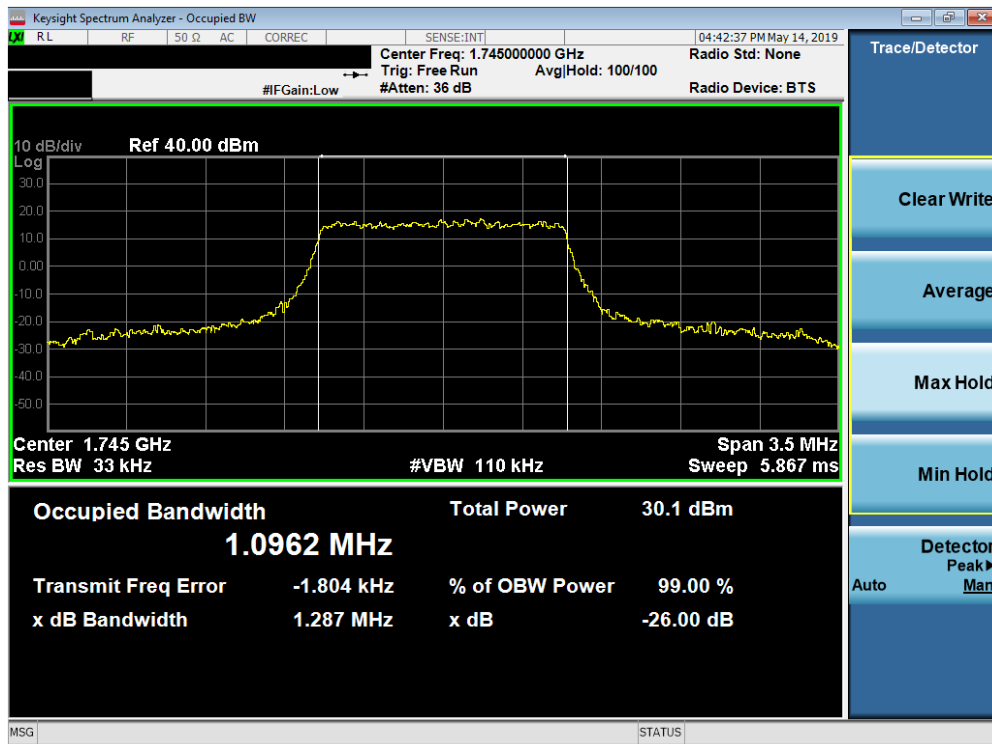 Keysight Spectrum Analyzer - Occupied BW
LXI RL RF 50 Ω AC CORREC SENSE:INT 04:42:37 PM May 14, 2019
Center Freq: 1.745000000 GHz Radio Std: None
Trig: Free Run Avg|Hold: 100/100
#IFGain:Low #Atten: 36 dB Radio Device: BTS
Trace/Detector
10 dB/div Ref 40.00 dBm
Log
30.0
20.0
10.0
0.00
-10.0
-20.0
-30.0
-40.0
-50.0
Center 1.745 GHz Span 3.5 MHz
Res BW 33 kHz #VBW 110 kHz Sweep 5.867 ms
Occupied Bandwidth Total Power 30.1 dBm
1.0962 MHz
Transmit Freq Error -1.804 kHz % of OBW Power 99.00 %
x dB Bandwidth 1.287 MHz x dB -26.00 dB
Clear Write
Average
Max Hold
Min Hold
Detector
Peak
Auto Man
MSG STATUS